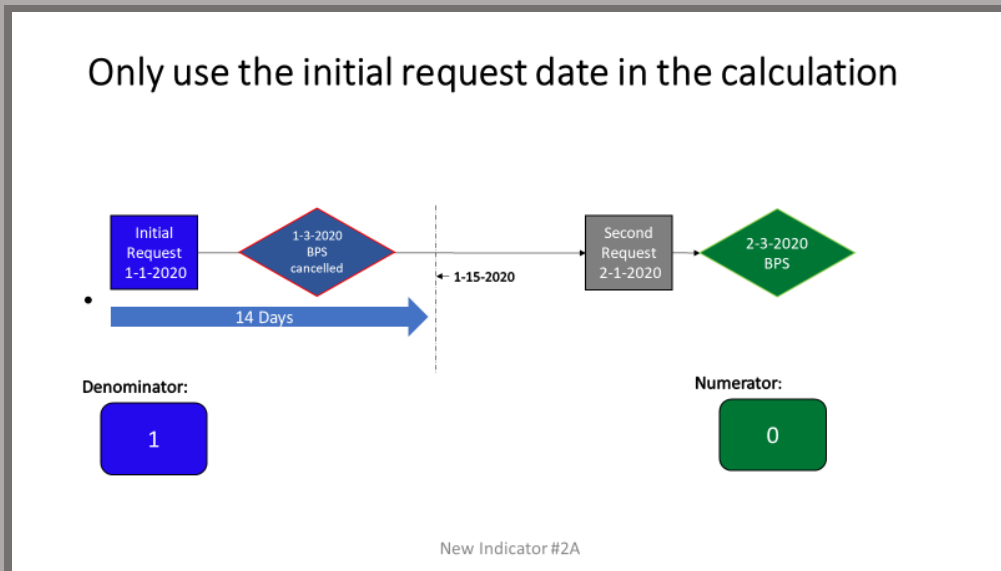 Only use the initial request date in the calculation
Initial
Request
1-1-2020
1-3-2020
BPS
cancelled
Second
Request
2-1-2020
2-3-2020
BPS
1-15-2020
•
14 Days
Denominator:
1
Numerator:
0
New Indicator #2A